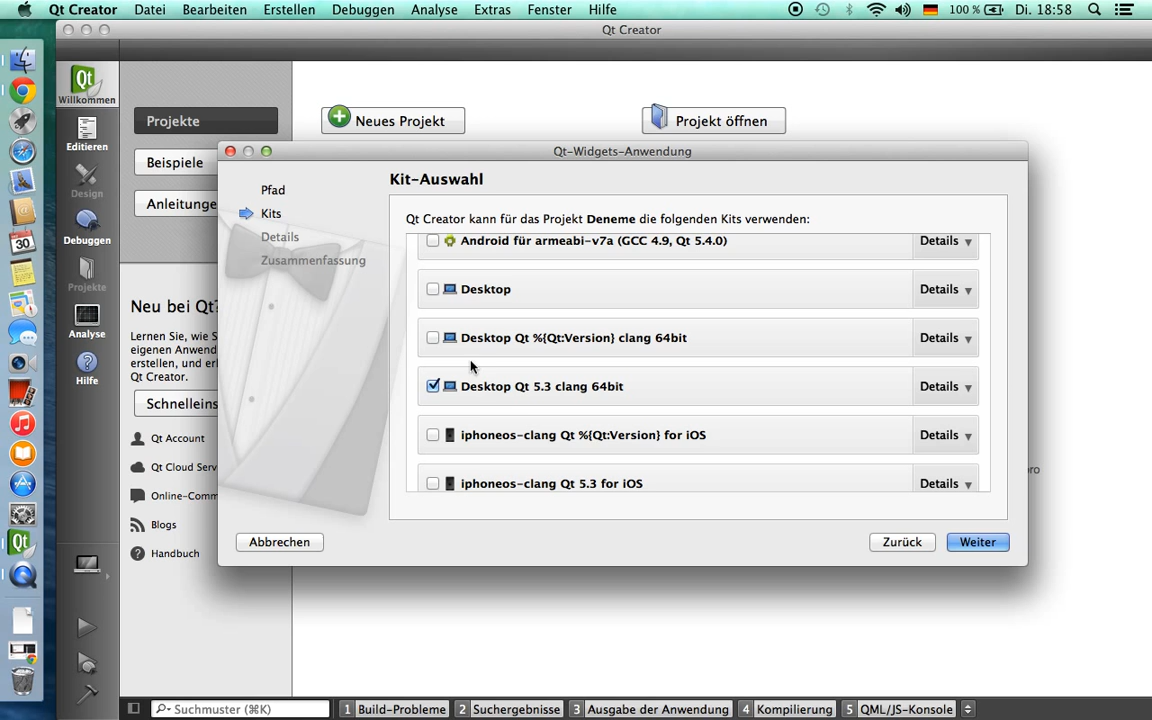 Qt Creator Datei Bearbeiten Erstellen Debuggen Analyse Extras Fenster Hilfe 100 % Di. 18:58
Qt Creator
Qt
Willkommen
Editieren
Design
Debuggen
Projekte
Analyse
Hilfe
Projekte
Beispiele
Anleitunge
Neues Projekt
Projekt öffnen
Neu bei Qt?
Lernen Sie, wie S
eigenen Anwend
erstellen, und er
Qt Creator.
Schnelleins
Qt Account
Qt Cloud Serv
Online-Comm
Blogs
Handbuch
Qt-Widgets-Anwendung
Pfad
Kits
Details
Zusammenfassung
Kit-Auswahl
Qt Creator kann für das Projekt Deneme die folgenden Kits verwenden:
Android für armeabi-v7a (GCC 4.9, Qt 5.4.0) Details
Desktop Details
Desktop Qt %{Qt:Version} clang 64bit Details
Desktop Qt 5.3 clang 64bit Details
iphoneos-clang Qt %{Qt:Version} for iOS Details
iphoneos-clang Qt 5.3 for iOS Details
Abbrechen Zurück Weiter
ro
30
Qt
Suchmuster (⌘K) 1 Build-Probleme 2 Suchergebnisse 3 Ausgabe der Anwendung 4 Kompilierung 5 QML/JS-Konsole